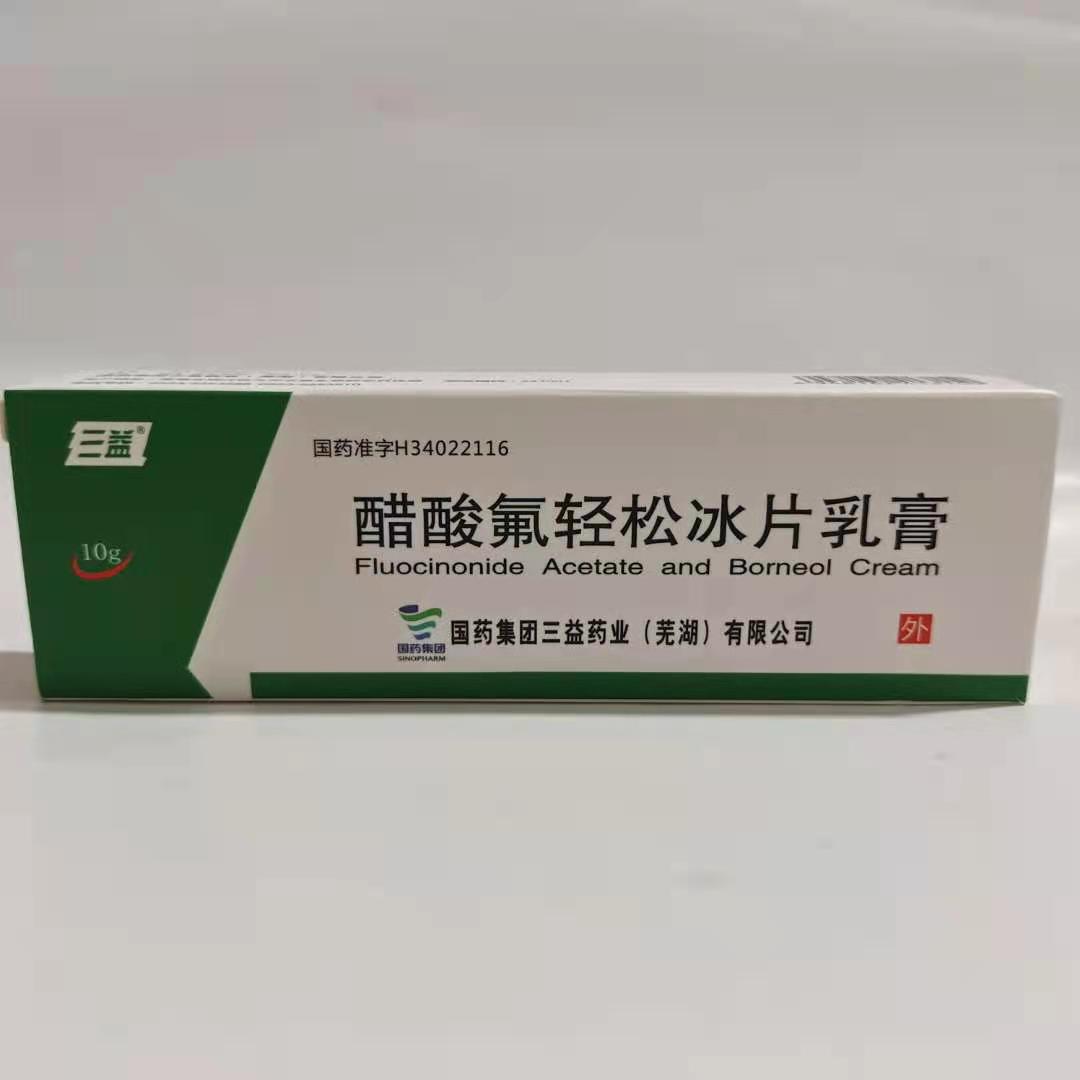 三益®
10g
国药准字H34022116
醋酸氟轻松冰片乳膏
Fluocinonide Acetate and Borneol Cream
国药集团
SINOPHARM
国药集团三益药业（芜湖）有限公司
外